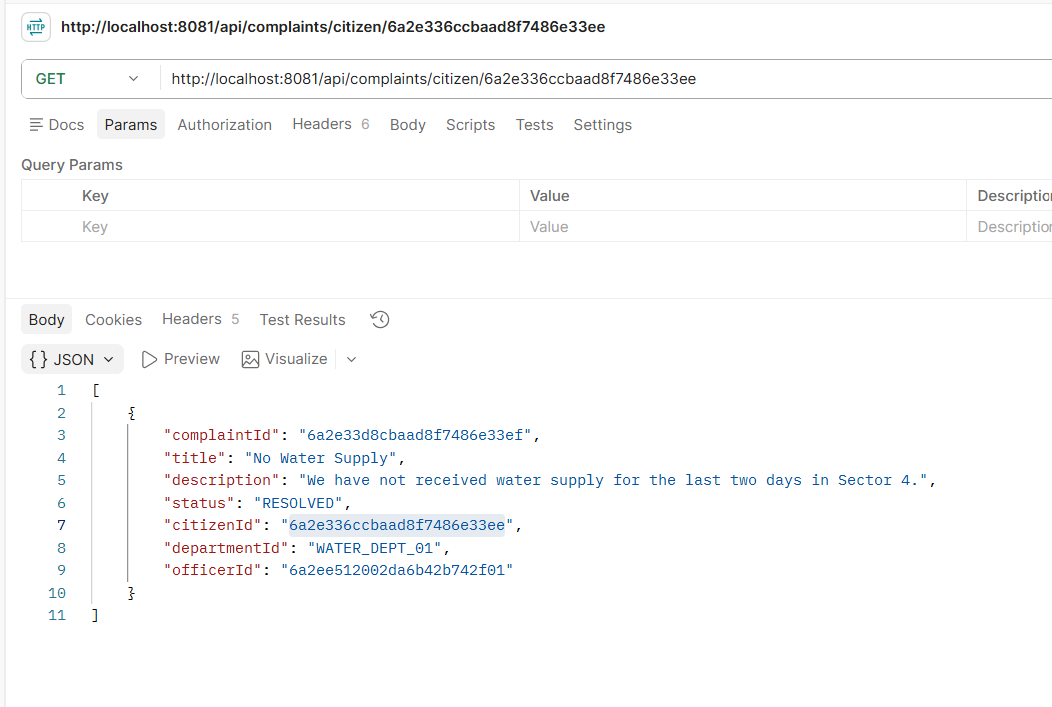 HTTP http://localhost:8081/api/complaints/citizen/6a2e336ccbaad8f7486e33ee
GET http://localhost:8081/api/complaints/citizen/6a2e336ccbaad8f7486e33ee
Docs Params Authorization Headers 6 Body Scripts Tests Settings
Query Params
Key Value Descriptio
Key Value Descriptio
Body Cookies Headers 5 Test Results
{} JSON Preview Visualize
1 [
2 {
3 "complaintId": "6a2e33d8cbaad8f7486e33ef",
4 "title": "No Water Supply",
5 "description": "We have not received water supply for the last two days in Sector 4.",
6 "status": "RESOLVED",
7 "citizenId": "6a2e336ccbaad8f7486e33ee",
8 "departmentId": "WATER_DEPT_01",
9 "officerId": "6a2ee512002da6b42b742f01"
10 }
11 ]